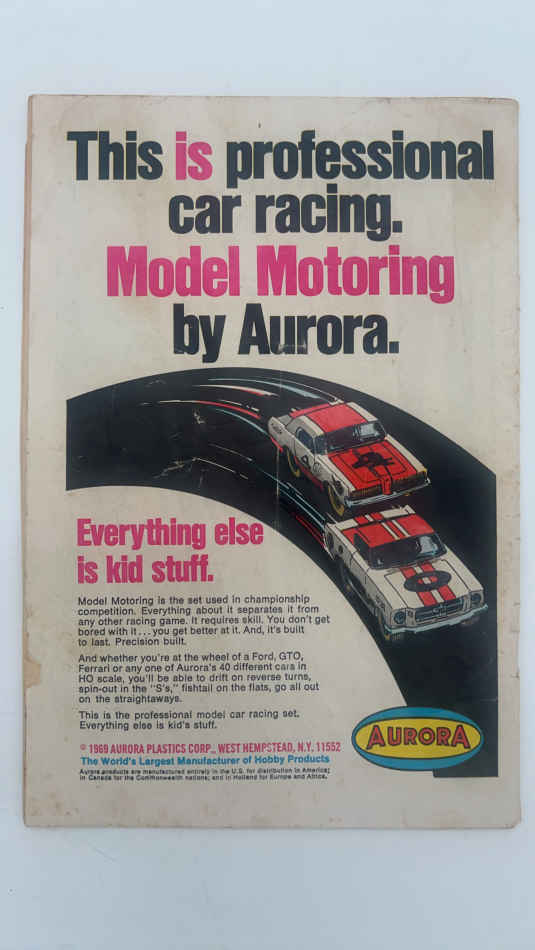 This is professional
car racing.
Model Motoring
by Aurora.
4
Everything else
is kid stuff.
Model Motoring is the set used in championship
competition. Everything about it separates it from
any other racing game. It requires skill. You don't get
bored with it... you get better at it. And, it's built
to last. Precision built.
And whether you're at the wheel of a Ford, GTO,
Ferrari or any one of Aurora's 40 different cars in
HO scale, you'll be able to drift on reverse turns,
spin-out in the "S's," fishtail on the flats, go all out
on the straightaways.
This is the professional model car racing set.
Everything else is kid's stuff.
AURORA
© 1969 AURORA PLASTICS CORP., WEST HEMPSTEAD, N.Y. 11552
The World's Largest Manufacturer of Hobby Products
Aurora products are manufactured entirely in the U.S. for distribution in America;
in Canada for the Commonwealth nations; and in Holland for Europe and Africa.